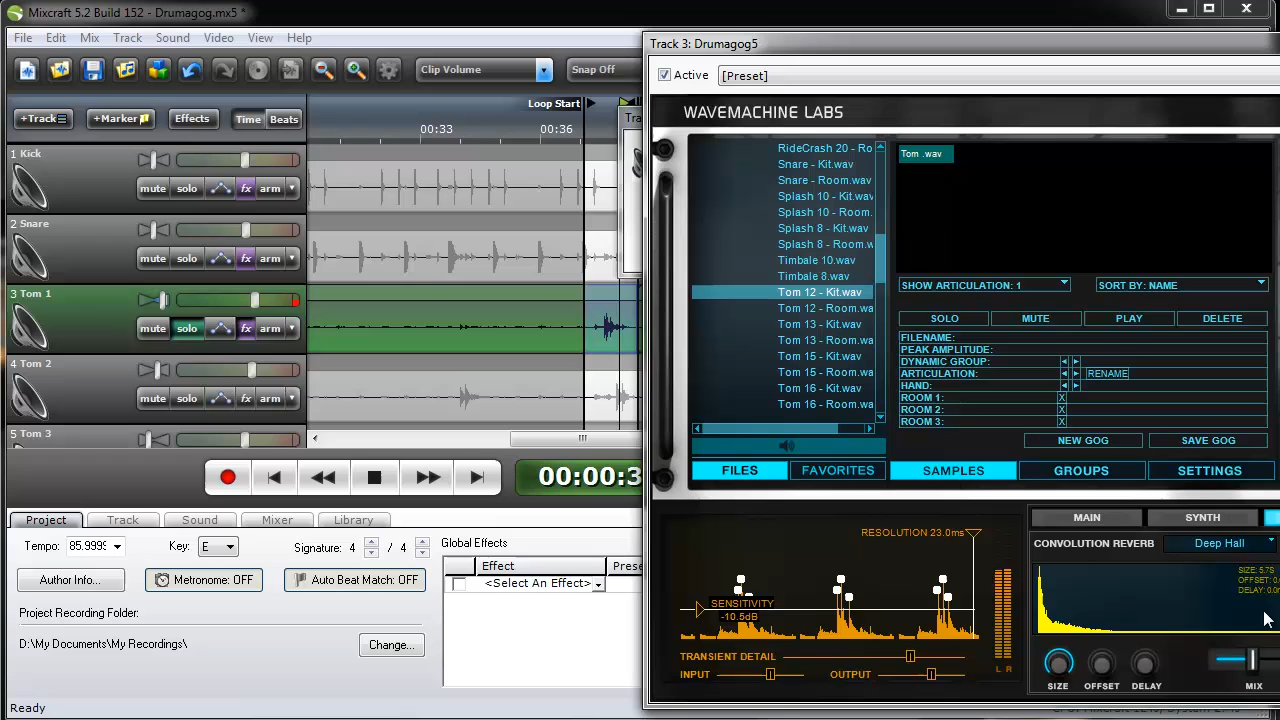 Mixcraft 5.2 Build 152 - Drumagog.mx5 *
File Edit Mix Track Sound Video View Help
Clip Volume
Snap Off
+Track
+Marker
Effects
Time
Beats
Loop Start
00:33
00:36
1 Kick
mute solo fx arm
2 Snare
mute solo fx arm
3 Tom 1
mute solo fx arm
4 Tom 2
mute solo fx arm
5 Tom 3
00:00:3
Project Track Sound Mixer Library
Tempo: 85.9999
Key: E
Signature: 4 / 4
Author Info...
Metronome: OFF
Auto Beat Match: OFF
Project Recording Folder:
D:\My Documents\My Recordings\
Change...
Global Effects
Effect
Prese
<Select An Effect>
Ready
Track 3: Drumagog5
Active
[Preset]
WAVEMACHINE LABS
RideCrash 20 - Ro
Snare - Kit.wav
Snare - Room.wav
Splash 10 - Kit.wav
Splash 10 - Room.
Splash 8 - Kit.wav
Splash 8 - Room.w
Timbale 10.wav
Timbale 8.wav
Tom 12 - Kit.wav
Tom 12 - Room.wa
Tom 13 - Kit.wav
Tom 13 - Room.wa
Tom 15 - Kit.wav
Tom 15 - Room.wa
Tom 16 - Kit.wav
Tom 16 - Room.wa
FILES
FAVORITES
Tom .wav
SHOW ARTICULATION: 1
SORT BY: NAME
SOLO
MUTE
PLAY
DELETE
FILENAME:
PEAK AMPLITUDE:
DYNAMIC GROUP:
ARTICULATION: RENAME
HAND:
ROOM 1: X
ROOM 2: X
ROOM 3: X
NEW GOG
SAVE GOG
SAMPLES
GROUPS
SETTINGS
RESOLUTION 23.0ms
SENSITIVITY
-10.5dB
TRANSIENT DETAIL
INPUT
OUTPUT
L R
MAIN
SYNTH
CONVOLUTION REVERB
Deep Hall
SIZE: 5.7S
OFFSET: 0.
DELAY: 0.0
SIZE
OFFSET
DELAY
MIX